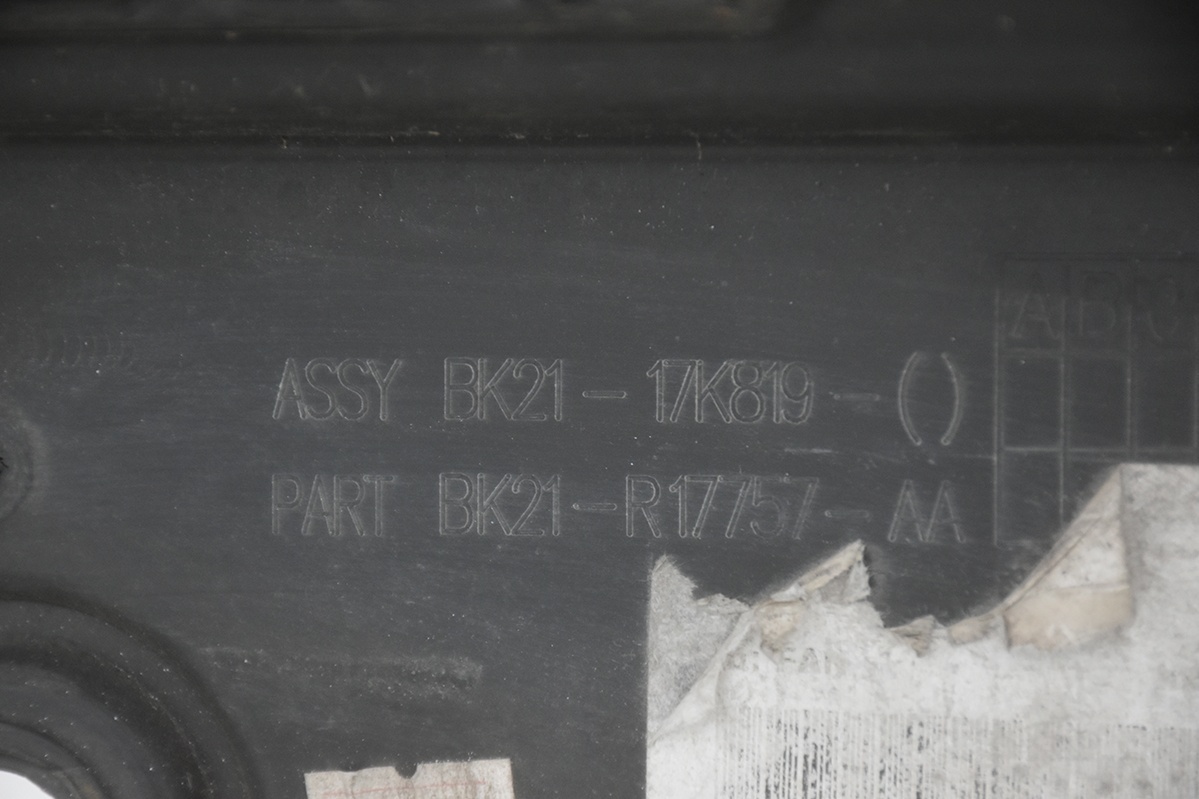 ASSY BK21-17K819-()
PART BK21-R17757-AA
A B C